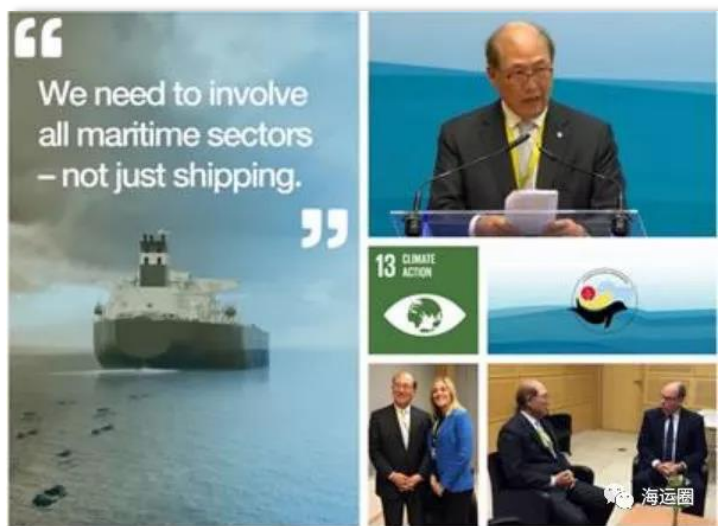 We need to involve
all maritime sectors
– not just shipping.
13 CLIMATE
ACTION
海运圈